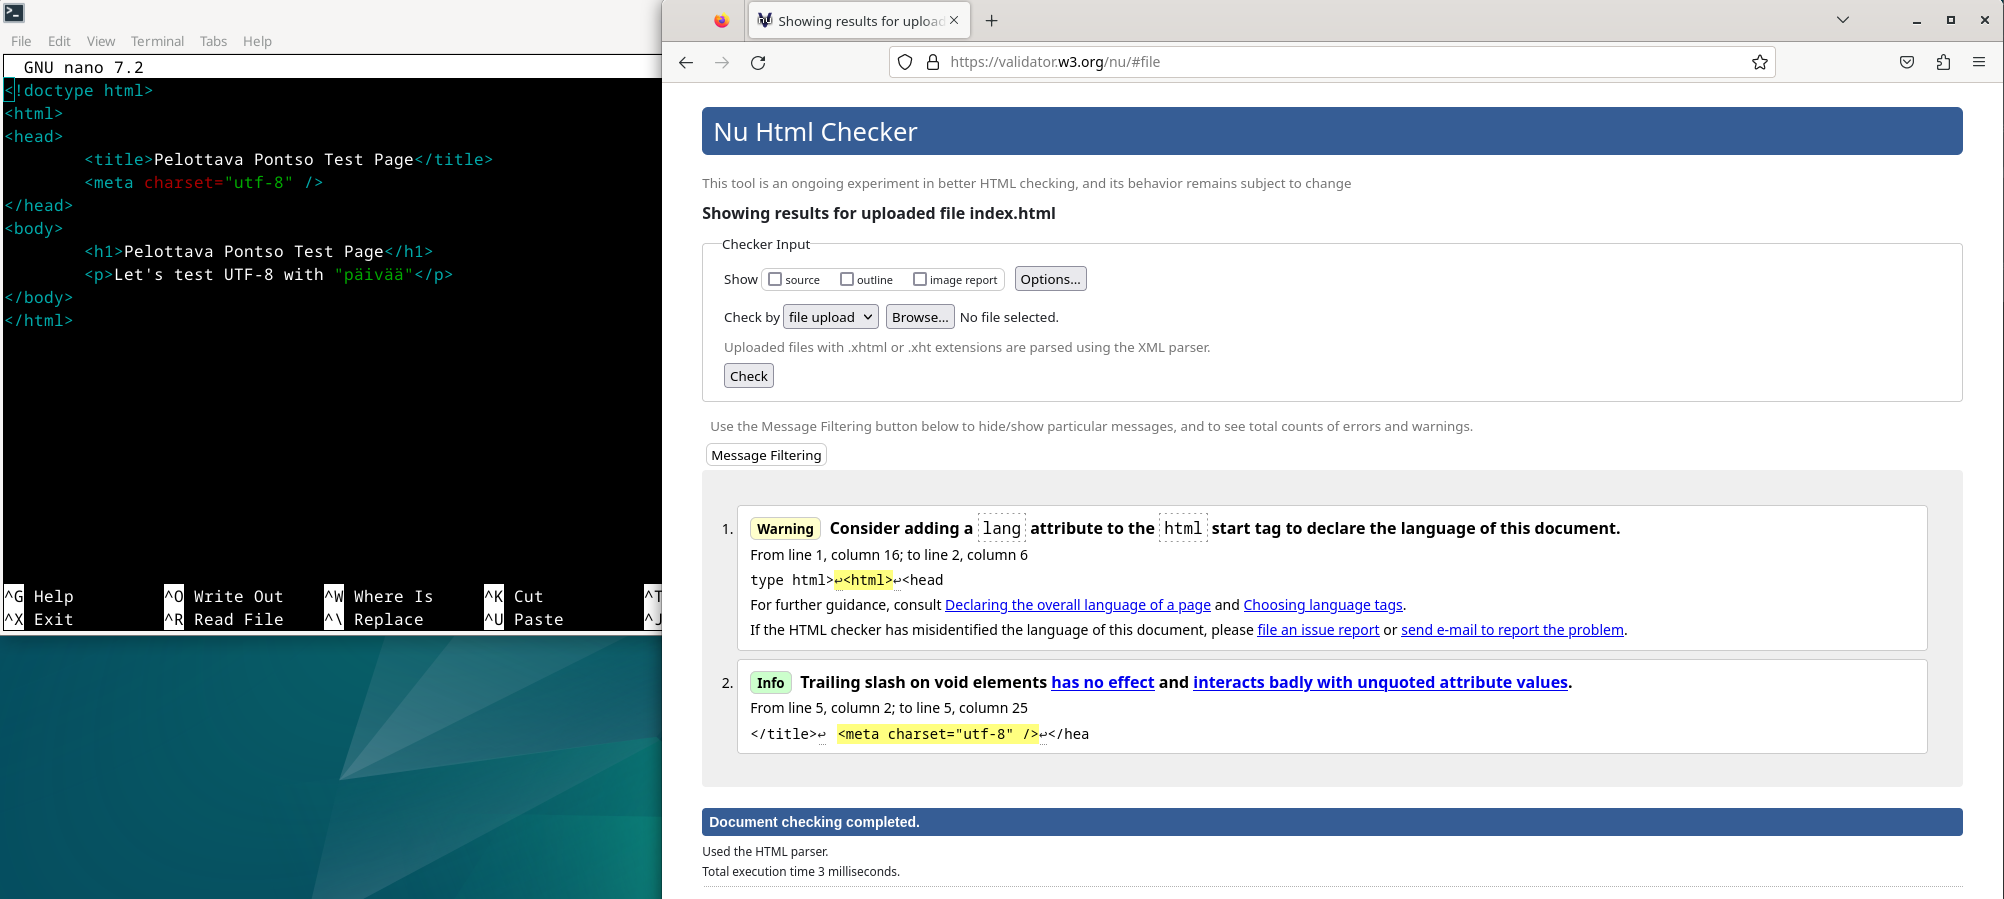 File Edit View Terminal Tabs Help
GNU nano 7.2
<!doctype html>
<html>
<head>
<title>Pelottava Pontso Test Page</title>
<meta charset="utf-8" />
</head>
<body>
<h1>Pelottava Pontso Test Page</h1>
<p>Let's test UTF-8 with "päivää"</p>
</body>
</html>
^G Help ^O Write Out ^W Where Is ^K Cut ^T
^X Exit ^R Read File ^\ Replace ^U Paste ^J
Showing results for upload
https://validator.w3.org/nu/#file
Nu Html Checker
This tool is an ongoing experiment in better HTML checking, and its behavior remains subject to change
Showing results for uploaded file index.html
Checker Input
Show source outline image report Options...
Check by file upload Browse... No file selected.
Uploaded files with .xhtml or .xht extensions are parsed using the XML parser.
Check
Use the Message Filtering button below to hide/show particular messages, and to see total counts of errors and warnings.
Message Filtering
1. Warning Consider adding a lang attribute to the html start tag to declare the language of this document.
From line 1, column 16; to line 2, column 6
type html>↩<html>↩<head
For further guidance, consult Declaring the overall language of a page and Choosing language tags.
If the HTML checker has misidentified the language of this document, please file an issue report or send e-mail to report the problem.
2. Info Trailing slash on void elements has no effect and interacts badly with unquoted attribute values.
From line 5, column 2; to line 5, column 25
</title>↩ <meta charset="utf-8" />↩</hea
Document checking completed.
Used the HTML parser.
Total execution time 3 milliseconds.